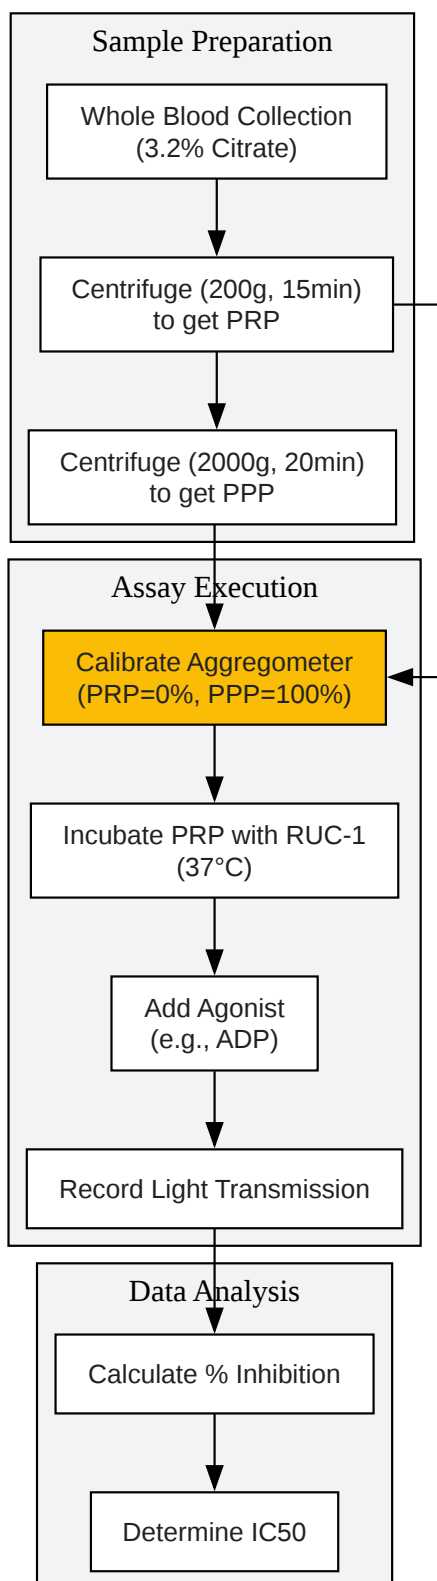 Sample Preparation
Whole Blood Collection
(3.2% Citrate)
Centrifuge (200g, 15min)
to get PRP
Centrifuge (2000g, 20min)
to get PPP
Assay Execution
Calibrate Aggregometer
(PRP=0%, PPP=100%)
Incubate PRP with RUC-1
(37°C)
Add Agonist
(e.g., ADP)
Record Light Transmission
Data Analysis
Calculate % Inhibition
Determine IC50